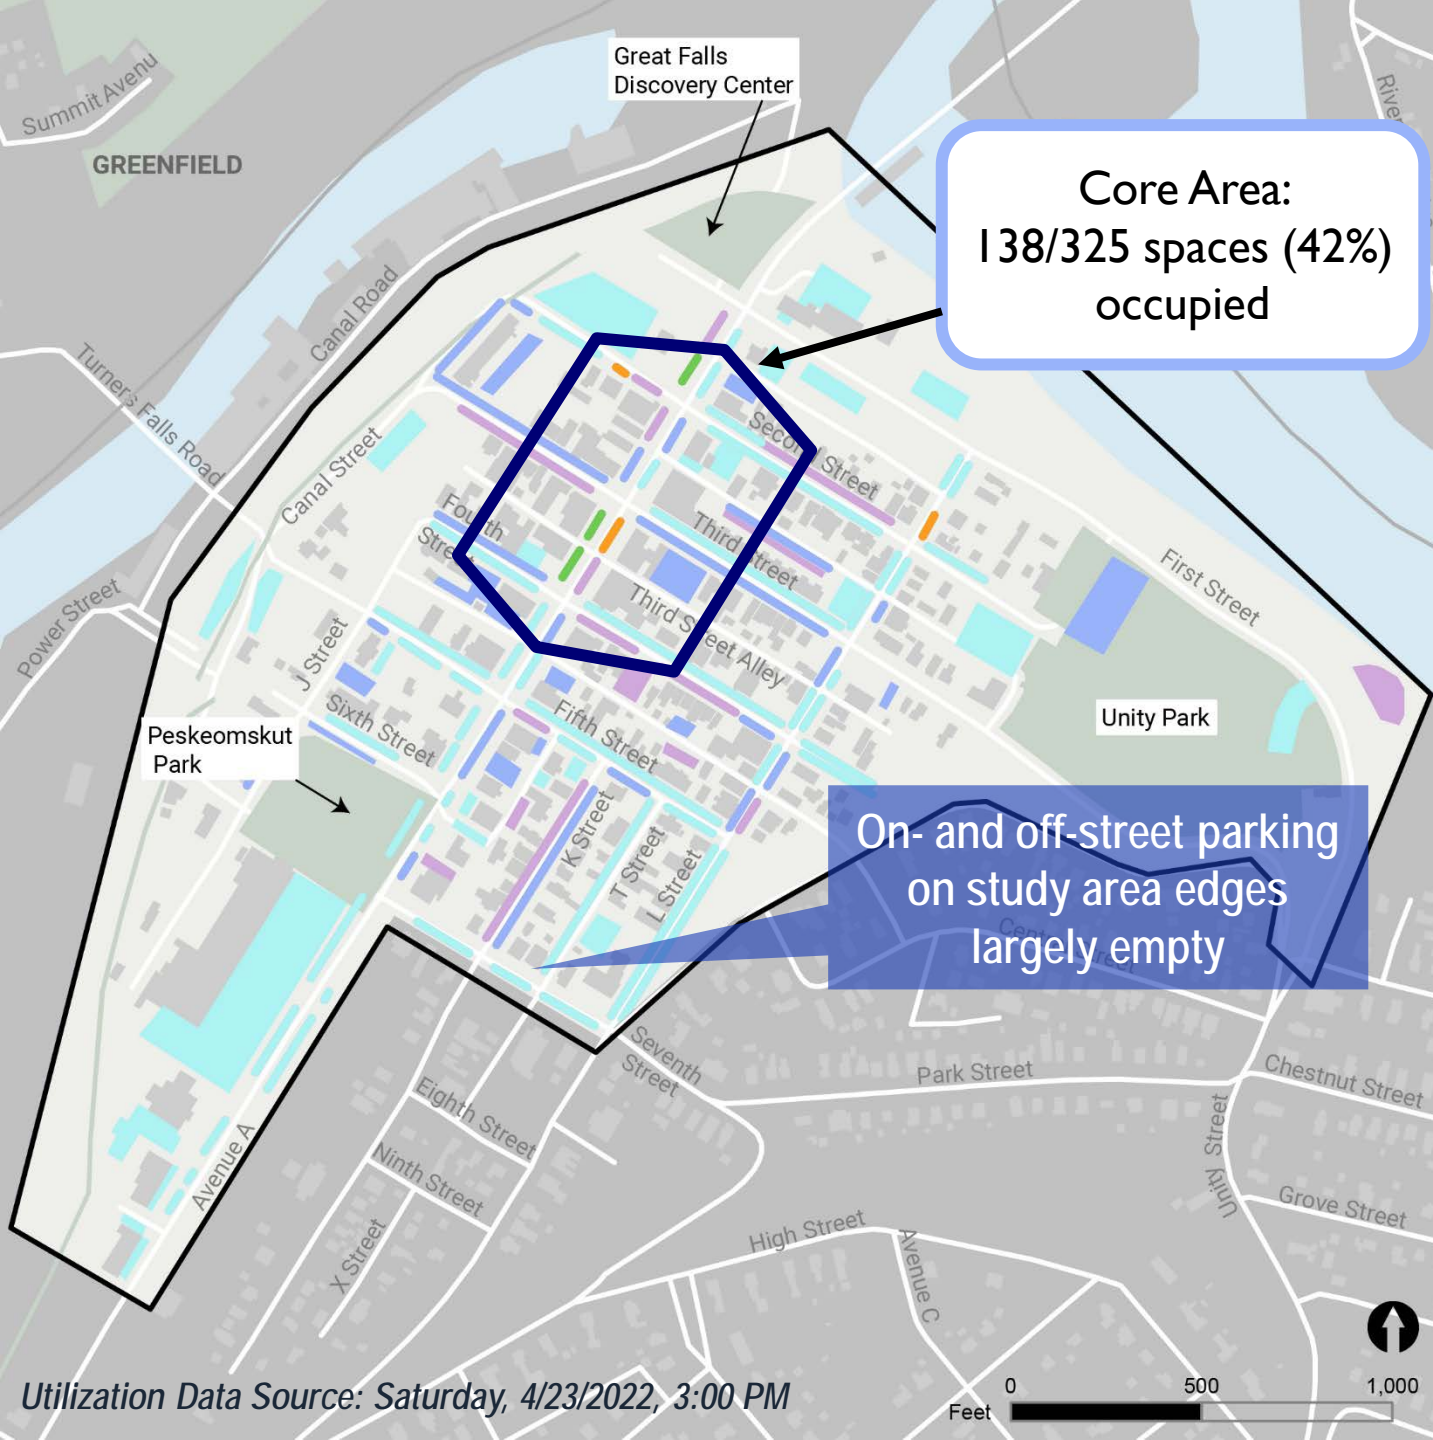 Great Falls
Discovery Center
Summit Avenu
River
GREENFIELD
Core Area:
138/325 spaces (42%)
occupied
Canal Road
Turners Falls Road
Canal Street
Second Street
Fourth
Street
Third Street
First Street
Power Street
Third Street Alley
J Street
Unity Park
Sixth Street
Fifth Street
Peskeomskut
Park
K Street
T Street
L Street
On- and off-street parking
on study area edges
largely empty
Seventh
Street
Park Street
Chestnut Street
Eighth Street
Unity Street
Avenue A
Ninth Street
Grove Street
High Street
X Street
Avenue C
Utilization Data Source: Saturday, 4/23/2022, 3:00 PM
0 500 1,000
Feet